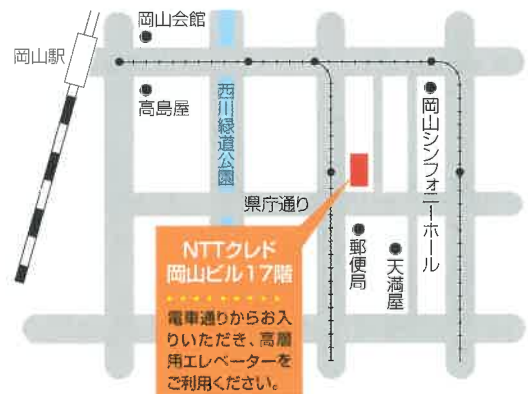 岡山会館
岡山駅
高島屋
西川緑道公園
岡山シンフォニーホール
県庁通り
郵便局
天満屋
NTTクレド
岡山ビル17階
電車通りからお入
りいただき、高層
用エレベーターを
ご利用ください。